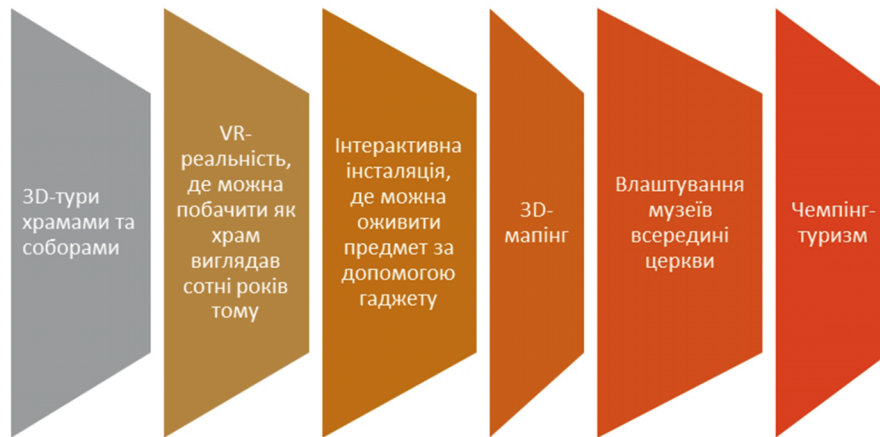 3D-тури
храмами та
соборами
VR-
реальність,
де можна
побачити як
храм
виглядав
сотні років
тому
Інтерактивна
інсталяція,
де можна
оживити
предмет за
допомогою
гаджету
3D-
мапінг
Влаштування
музеїв
всередині
церкви
Чемпінг-
туризм